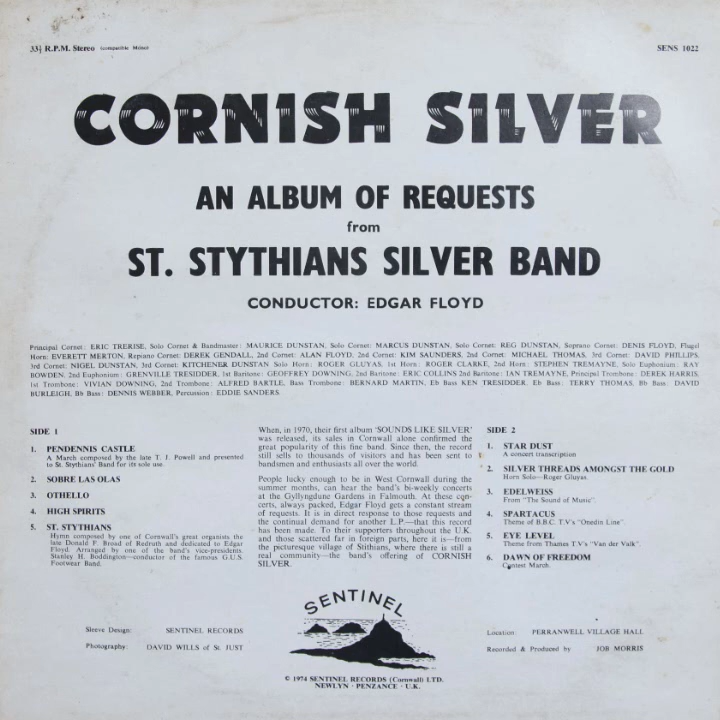 33⅓ R.P.M. Stereo (compatible Mono)
SENS 1022
CORNISH SILVER
AN ALBUM OF REQUESTS
from
ST. STYTHIANS SILVER BAND
CONDUCTOR: EDGAR FLOYD
Principal Cornet: ERIC TRERISE, Solo Cornet & Bandmaster: MAURICE DUNSTAN, Solo Cornet: MARCUS DUNSTAN, Solo Cornet: REG DUNSTAN, Soprano Cornet: DENIS FLOYD, Flugel
Horn: EVERETT MERTON, Repiano Cornet: DEREK GENDALL, 2nd Cornet: ALAN FLOYD, 2nd Cornet: KIM SAUNDERS, 2nd Cornet: MICHAEL THOMAS, 3rd Cornet: DAVID PHILLIPS,
3rd Cornet: NIGEL DUNSTAN, 3rd Cornet: KITCHENER DUNSTAN Solo Horn: ROGER GLUYAS, 1st Horn: ROGER CLARKE, 2nd Horn: STEPHEN TREMAYNE, Solo Euphonium: RAY
BOWDEN, 2nd Euphonium: GRENVILLE TRESIDDER, 1st Baritone: GEOFFREY DOWNING, 2nd Baritone: ERIC COLLINS 2nd Baritone: IAN TREMAYNE, Principal Trombone: DEREK HARRIS,
1st Trombone: VIVIAN DOWNING, 2nd Trombone: ALFRED BARTLE, Bass Trombone: BERNARD MARTIN, Eb Bass KEN TRESIDDER, Eb Bass: TERRY THOMAS, Bb Bass: DAVID
BURLEIGH, Bb Bass: DENNIS WEBBER, Percussion: EDDIE SANDERS.
SIDE 1
1. PENDENNIS CASTLE
A March composed by the late T. J. Powell and presented
to St. Stythians' Band for its sole use.
2. SOBRE LAS OLAS
3. OTHELLO
4. HIGH SPIRITS
5. ST. STYTHIANS
Hymn composed by one of Cornwall's great organists the
late Donald P. Broad of Redruth and dedicated to Edgar
Floyd. Arranged by one of the band's vice-presidents.
Stanley H. Boddington—conductor of the famous G.U.S.
Footwear Band.
When, in 1970, their first album 'SOUNDS LIKE SILVER'
was released, its sales in Cornwall alone confirmed the
great popularity of this fine band. Since then, the record
still sells to thousands of visitors and has been sent to
bandsmen and enthusiasts all over the world.
People lucky enough to be in West Cornwall during the
summer months, can hear the band's bi-weekly concerts
at the Gyllyngdune Gardens in Falmouth. At these con-
certs, always packed, Edgar Floyd gets a constant stream
of requests. It is in direct response to those requests and
the continual demand for another L.P.—that this record
has been made. To their supporters throughout the U.K.
and those scattered far in foreign parts, here it is—from
the picturesque village of Stithians, where there is still a
real community—the band's offering of CORNISH
SILVER.
SIDE 2
1. STAR DUST
A concert transcription
2. SILVER THREADS AMONGST THE GOLD
Horn Solo—Roger Gluyas.
3. EDELWEISS
From "The Sound of Music".
4. SPARTACUS
Theme of B.B.C. T.V's "Onedin Line".
5. EYE LEVEL
Theme from Thames T.V's "Van der Valk".
6. DAWN OF FREEDOM
Contest March.
Sleeve Design: SENTINEL RECORDS
Photography: DAVID WILLS of St. JUST
SENTINEL
© 1974 SENTINEL RECORDS (Cornwall) LTD.
NEWLYN · PENZANCE · U.K.
Location PERRANWELL VILLAGE HALL
Recorded & Produced by JOB MORRIS